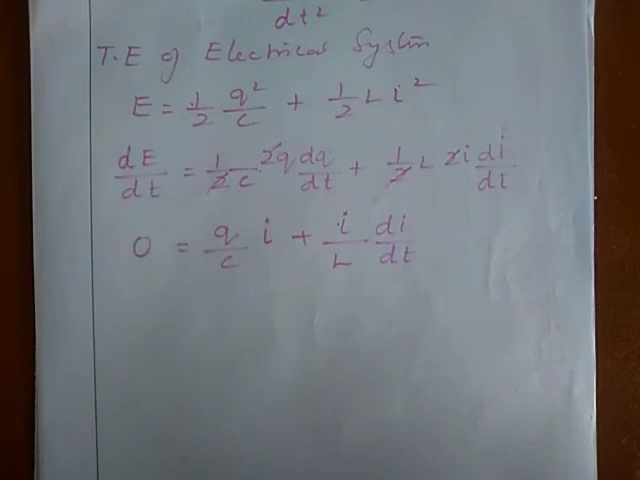 dt²
T.E of Electrical System
E = 1/2 q²/c + 1/2 L i²
dE/dt = 1/2c 2q dq/dt + 1/2 L 2i di/dt
0 = q/c i + i/L di/dt